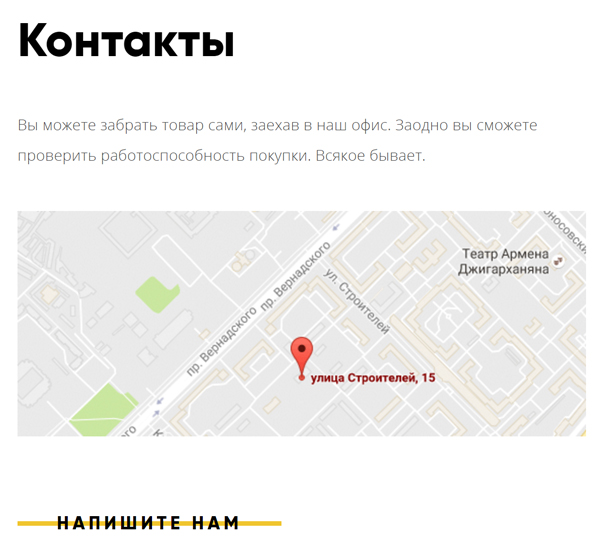 Контакты
Вы можете забрать товар сами, заехав в наш офис. Заодно вы сможете
проверить работоспособность покупки. Всякое бывает.
Театр Армена
Джигарханяна
пр. Вернадского
ул. Строителей
пр. Вернадского
улица Строителей, 15
НАПИШИТЕ НАМ